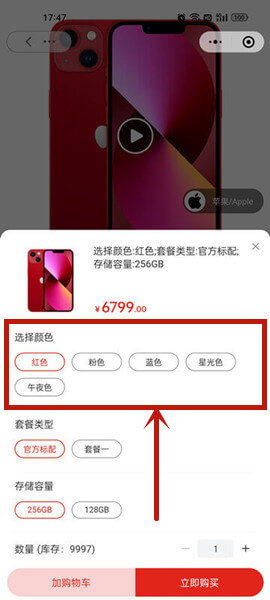 17:47
苹果/Apple
选择颜色:红色;套餐类型:官方标配;
存储容量:256GB
¥6799.00
选择颜色
红色 粉色 蓝色 星光色
午夜色
套餐类型
官方标配 套餐一
存储容量
256GB 128GB
数量 (库存：9997) 1
加购物车 立即购买